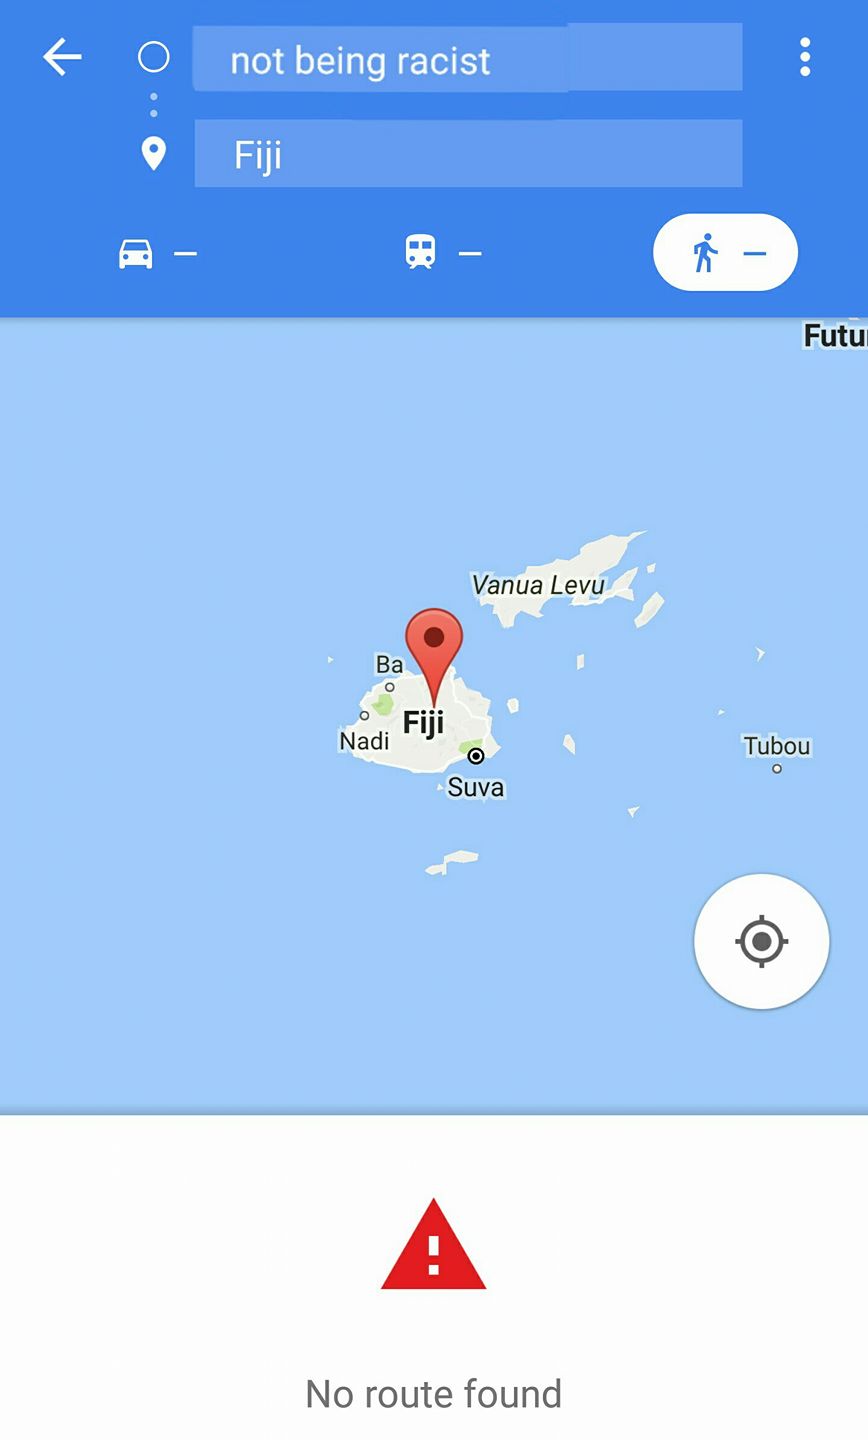 not being racist
Fiji
Futu
Vanua Levu
Ba
Fiji
Nadi
Suva
Tubou
No route found